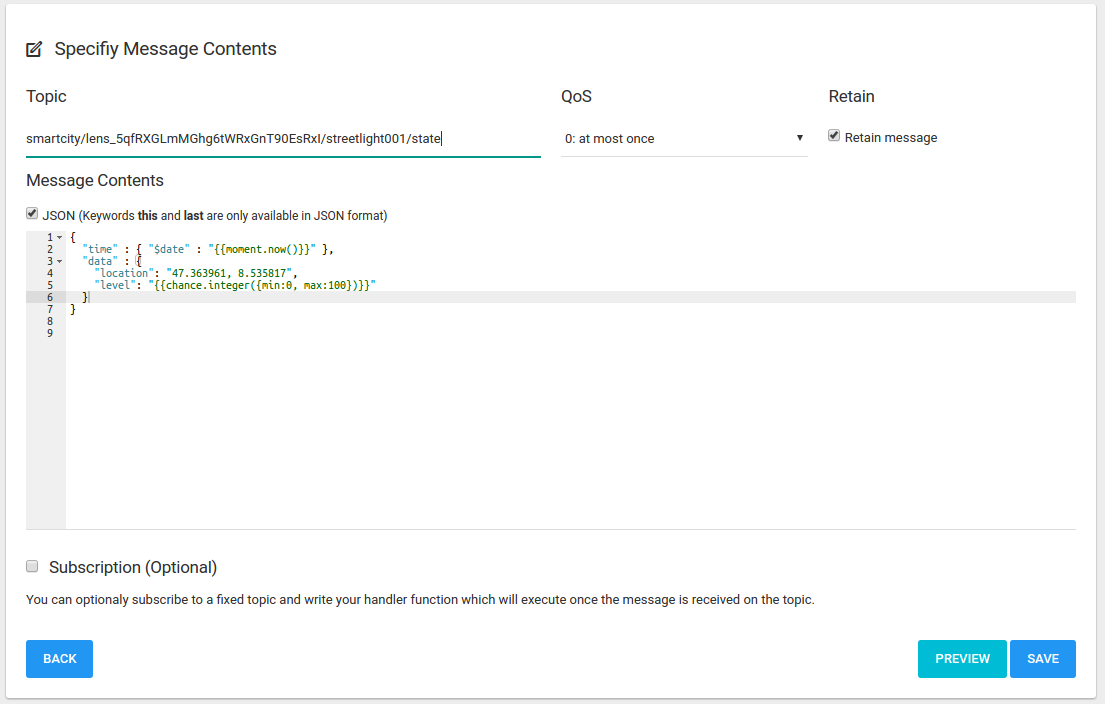 Specifiy Message Contents
Topic
QoS
Retain
smartcity/lens_5qfRXGLmMGhg6tWRxGnT90EsRxI/streetlight001/state
0: at most once
Retain message
Message Contents
JSON (Keywords this and last are only available in JSON format)
1 {
2 "time" : { "$date" : "{{moment.now()}}" },
3 "data" : {
4 "location": "47.363961, 8.535817",
5 "level": "{{chance.integer({min:0, max:100})}}"
6 }
7 }
8
9
Subscription (Optional)
You can optionaly subscribe to a fixed topic and write your handler function which will execute once the message is received on the topic.
BACK
PREVIEW
SAVE